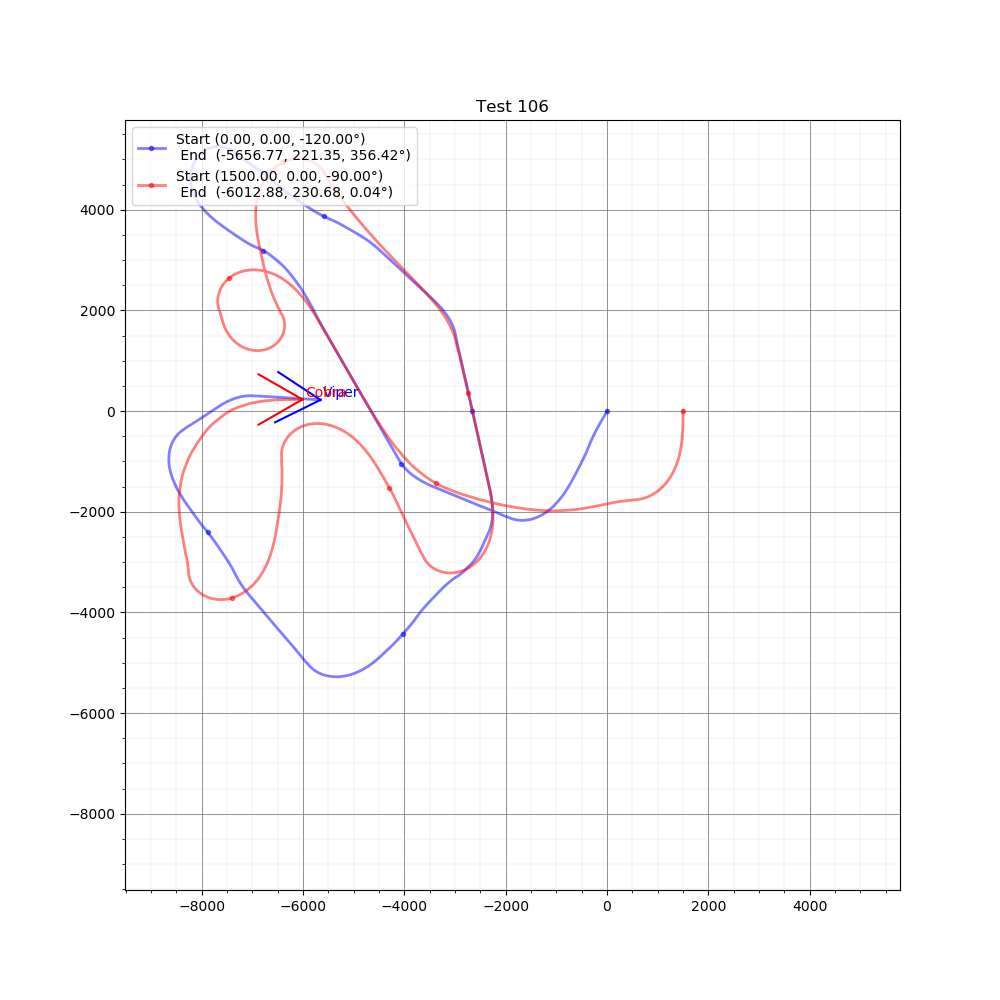 Test 106
Start (0.00, 0.00, -120.00°)
End (-5656.77, 221.35, 356.42°)
Start (1500.00, 0.00, -90.00°)
End (-6012.88, 230.68, 0.04°)
4000
2000
0
−2000
−4000
−6000
−8000
Cobra
Viper
−8000 −6000 −4000 −2000 0 2000 4000